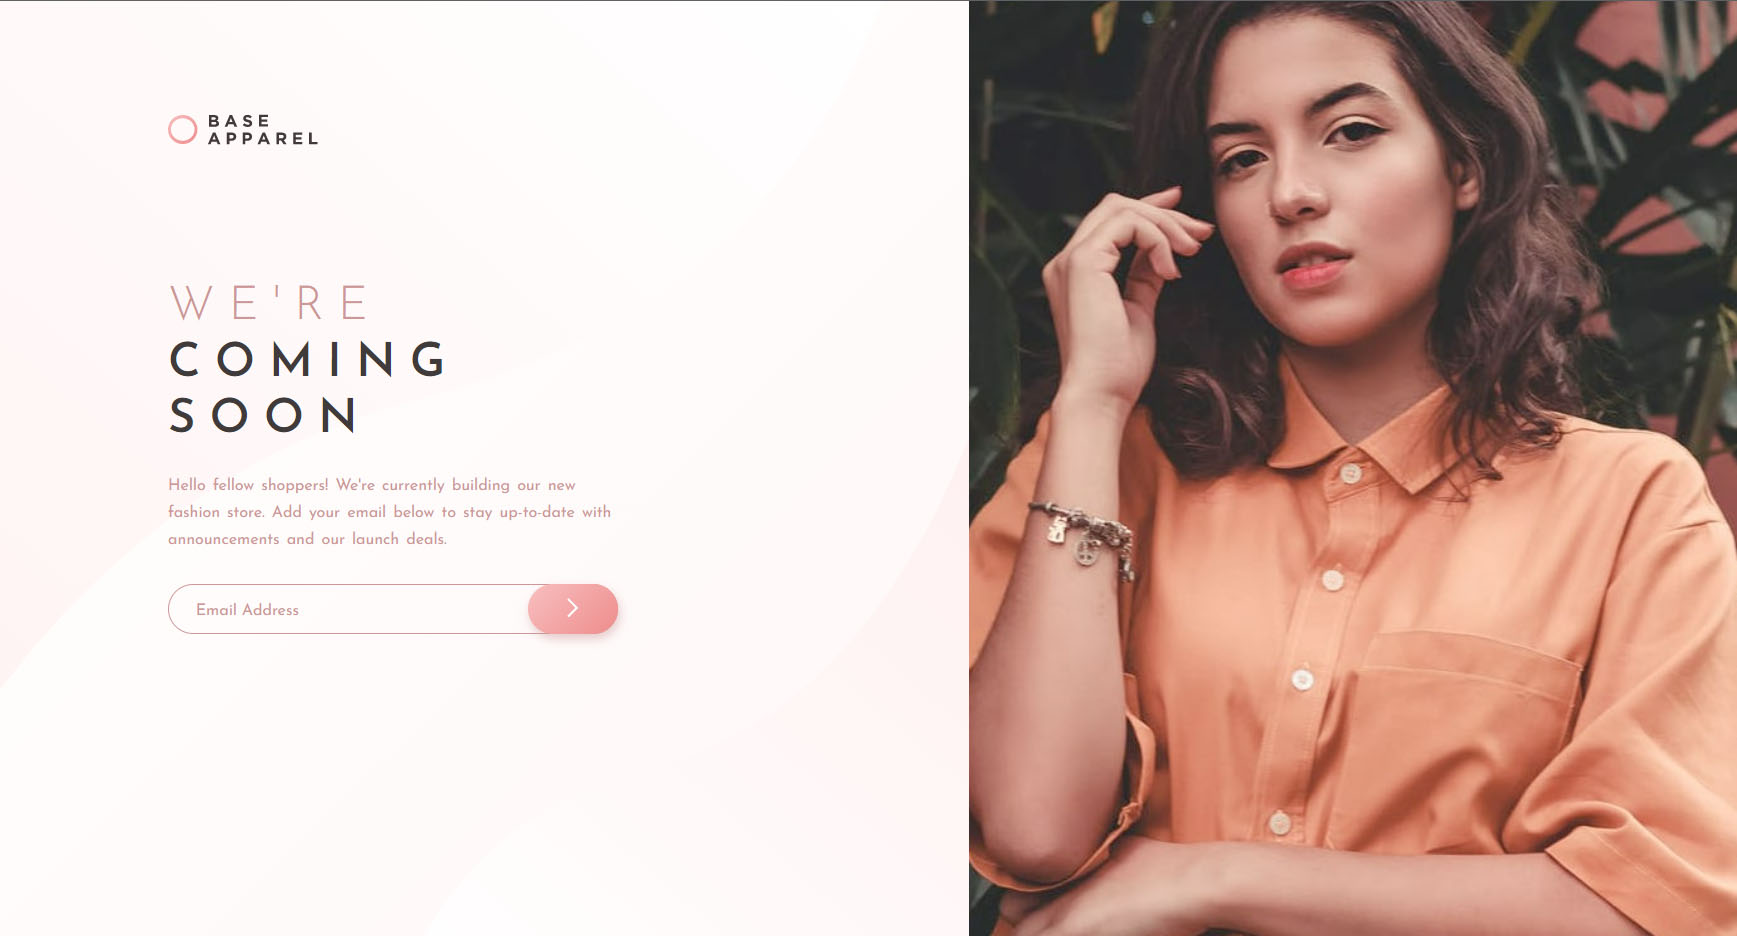 BASE
APPAREL
WE'RE
COMING
SOON
Hello fellow shoppers! We're currently building our new
fashion store. Add your email below to stay up-to-date with
announcements and our launch deals.
Email Address